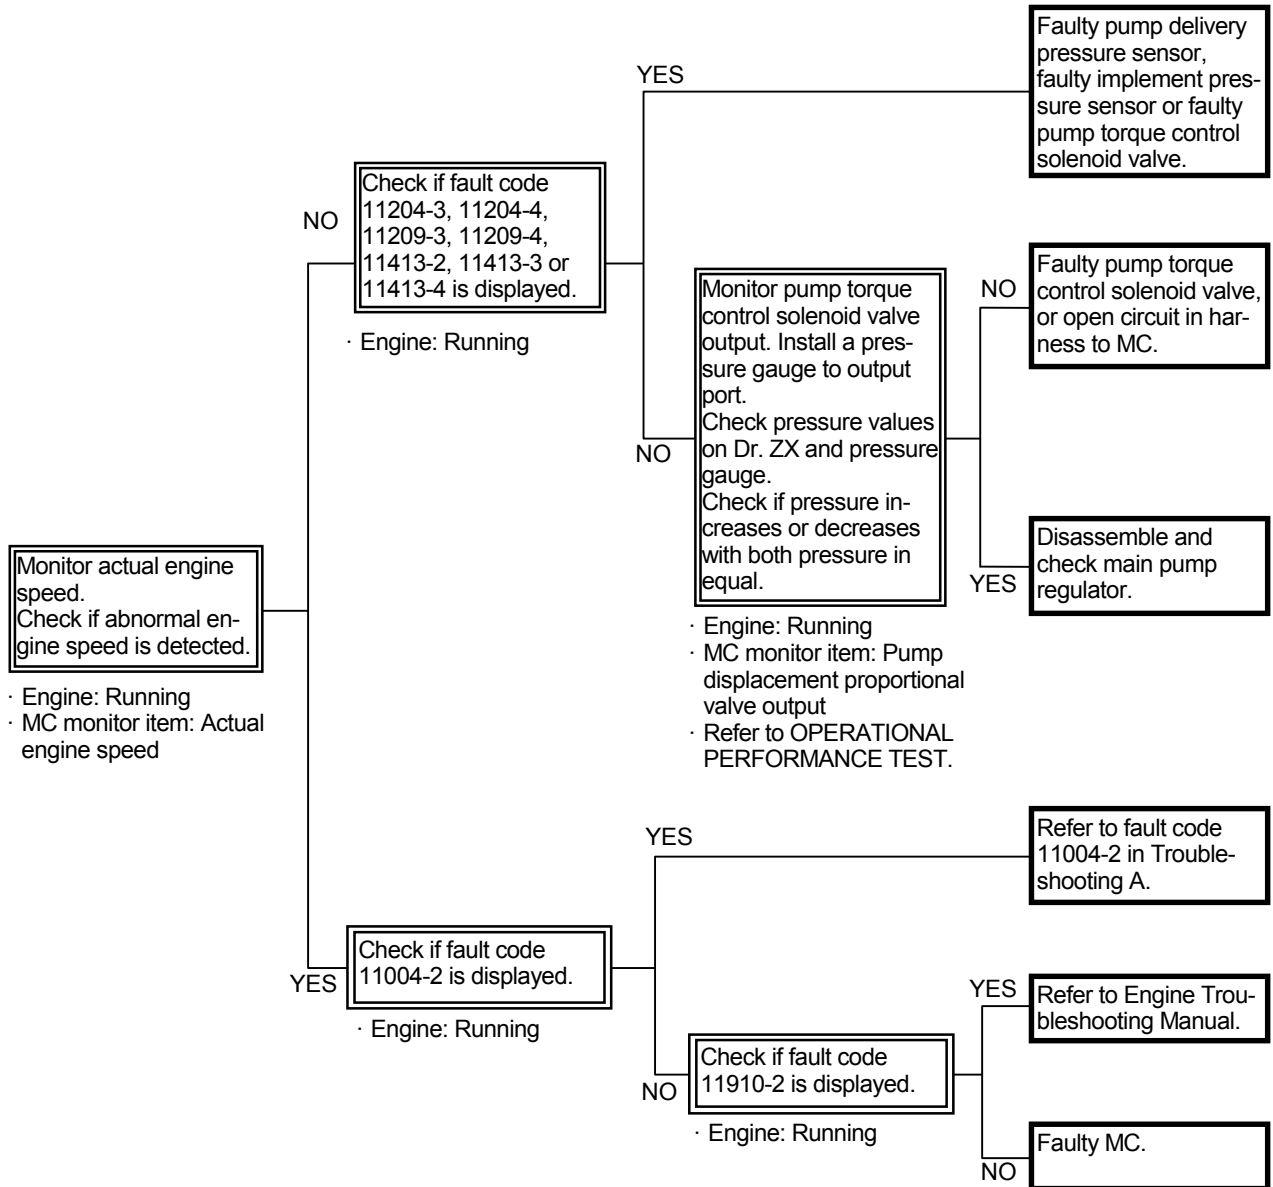 Monitor actual engine
speed.
Check if abnormal en-
gine speed is detected.
· Engine: Running
· MC monitor item: Actual
engine speed
NO
Check if fault code
11204-3, 11204-4,
11209-3, 11209-4,
11413-2, 11413-3 or
11413-4 is displayed.
· Engine: Running
YES
Faulty pump delivery
pressure sensor,
faulty implement pres-
sure sensor or faulty
pump torque control
solenoid valve.
NO
Monitor pump torque
control solenoid valve
output. Install a pres-
sure gauge to output
port.
Check pressure values
on Dr. ZX and pressure
gauge.
Check if pressure in-
creases or decreases
with both pressure in
equal.
· Engine: Running
· MC monitor item: Pump
displacement proportional
valve output
· Refer to OPERATIONAL
PERFORMANCE TEST.
NO
Faulty pump torque
control solenoid valve,
or open circuit in har-
ness to MC.
YES
Disassemble and
check main pump
regulator.
YES
Check if fault code
11004-2 is displayed.
· Engine: Running
YES
Refer to fault code
11004-2 in Trouble-
shooting A.
NO
Check if fault code
11910-2 is displayed.
· Engine: Running
YES
Refer to Engine Trou-
bleshooting Manual.
NO
Faulty MC.